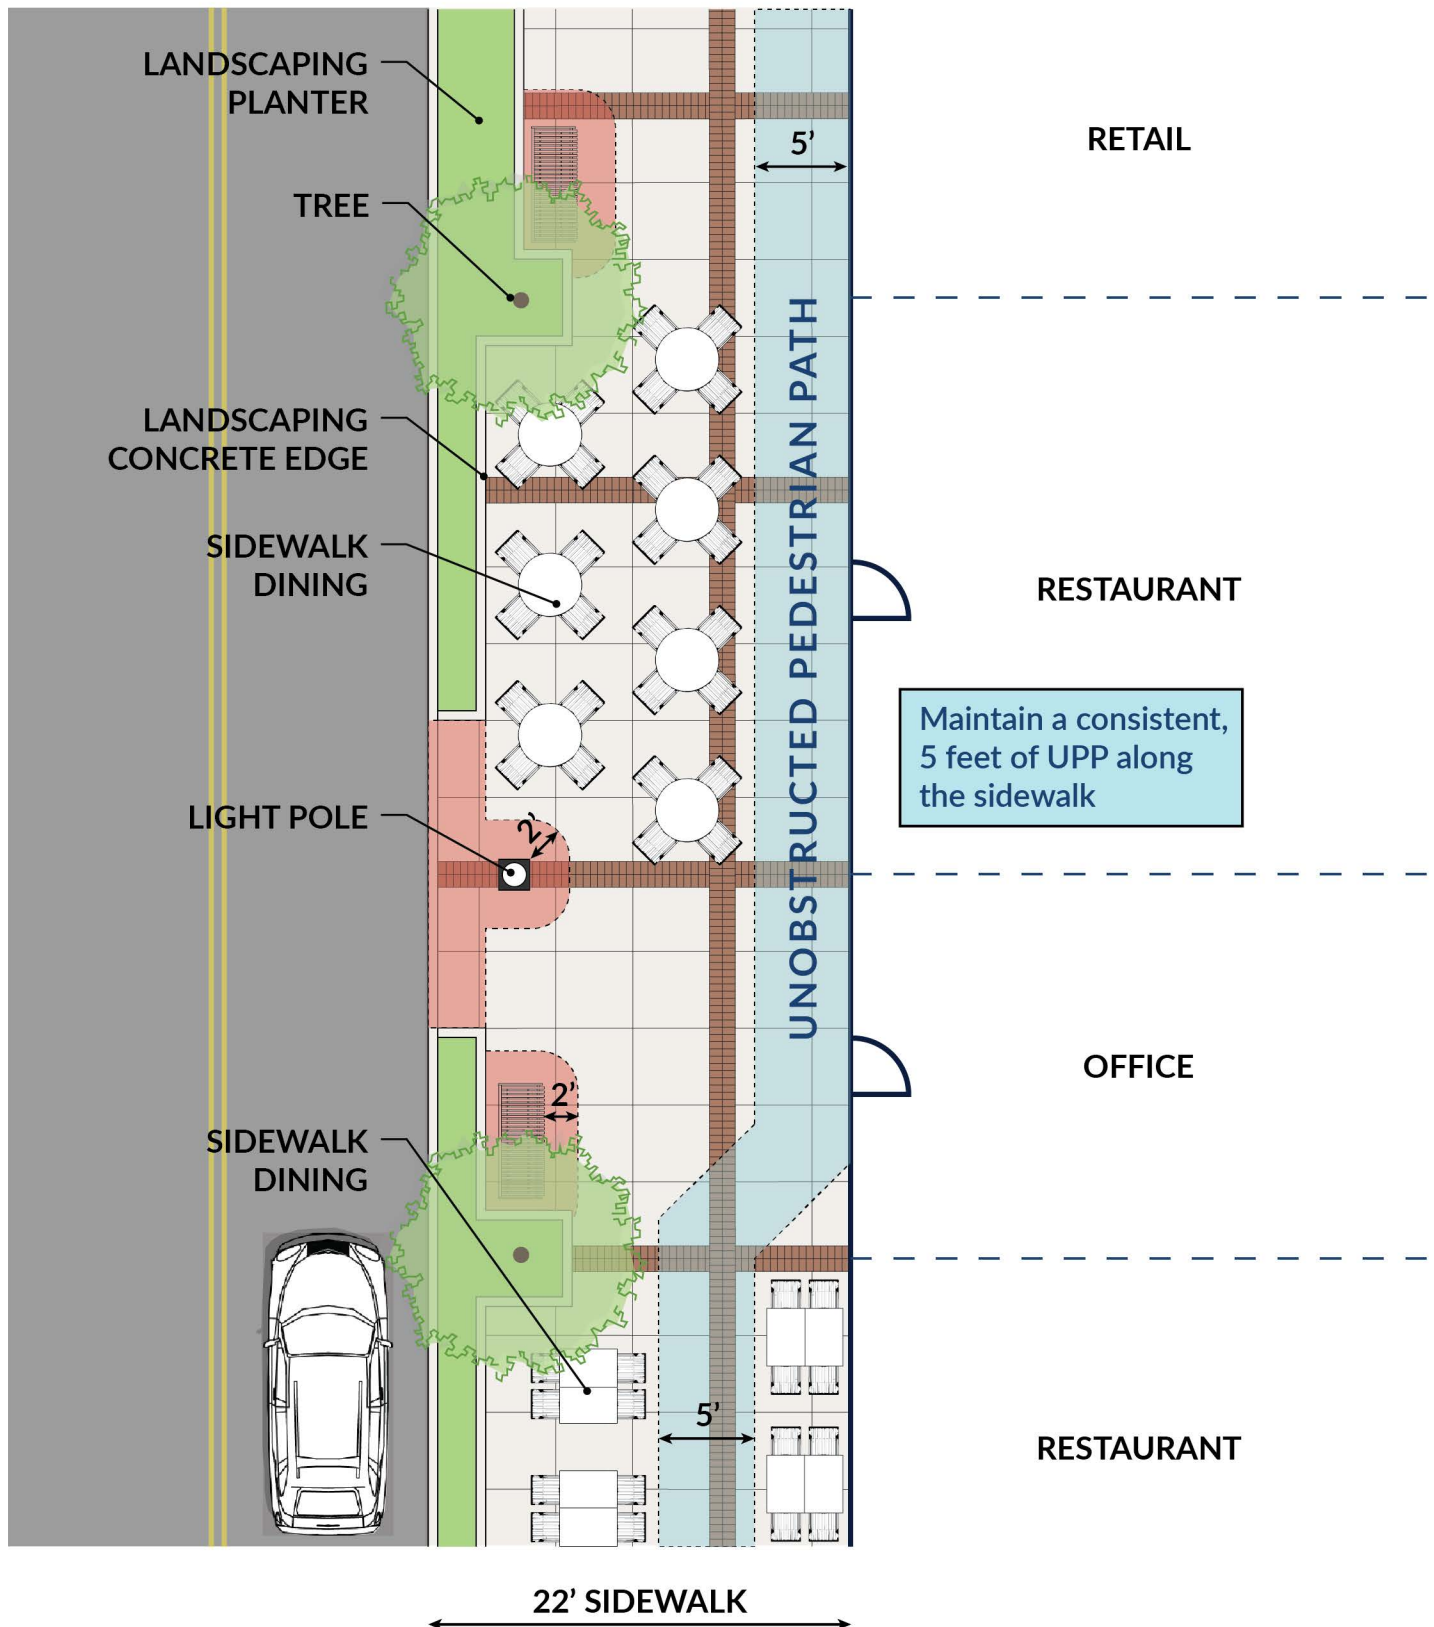 LANDSCAPING
PLANTER
5’
RETAIL
TREE
UNOBSTRUCTED PEDESTRIAN PATH
LANDSCAPING
CONCRETE EDGE
SIDEWALK
DINING
RESTAURANT
Maintain a consistent,
5 feet of UPP along
the sidewalk
LIGHT POLE
2’
OFFICE
2’
SIDEWALK
DINING
5’
RESTAURANT
22’ SIDEWALK